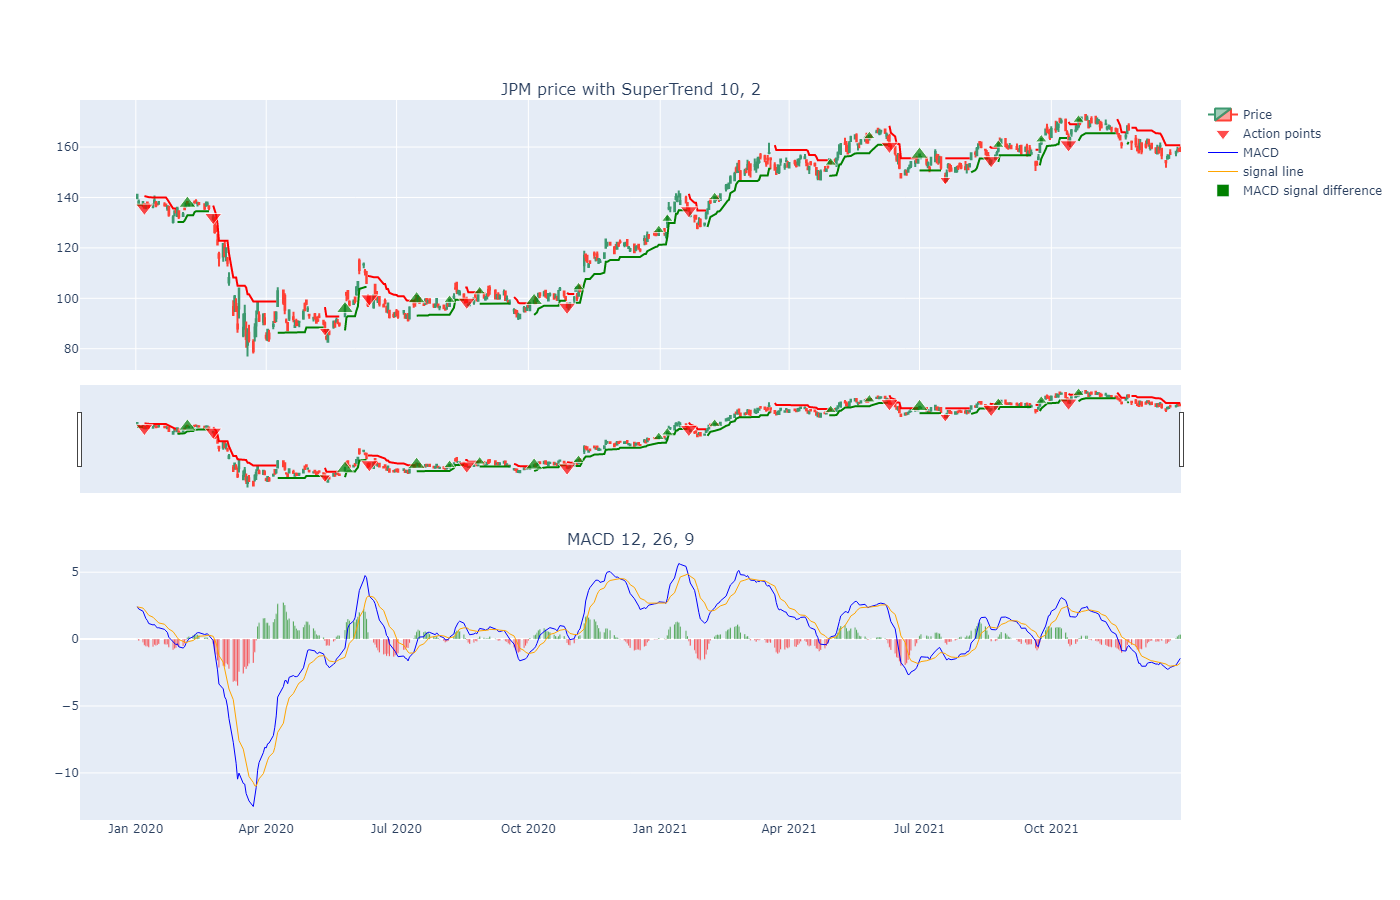 JPM price with SuperTrend 10, 2
160
140
120
100
80
Jan 2020
Apr 2020
Jul 2020
Oct 2020
Jan 2021
Apr 2021
Jul 2021
Oct 2021
MACD 12, 26, 9
5
0
−5
−10
Price
Action points
MACD
signal line
MACD signal difference